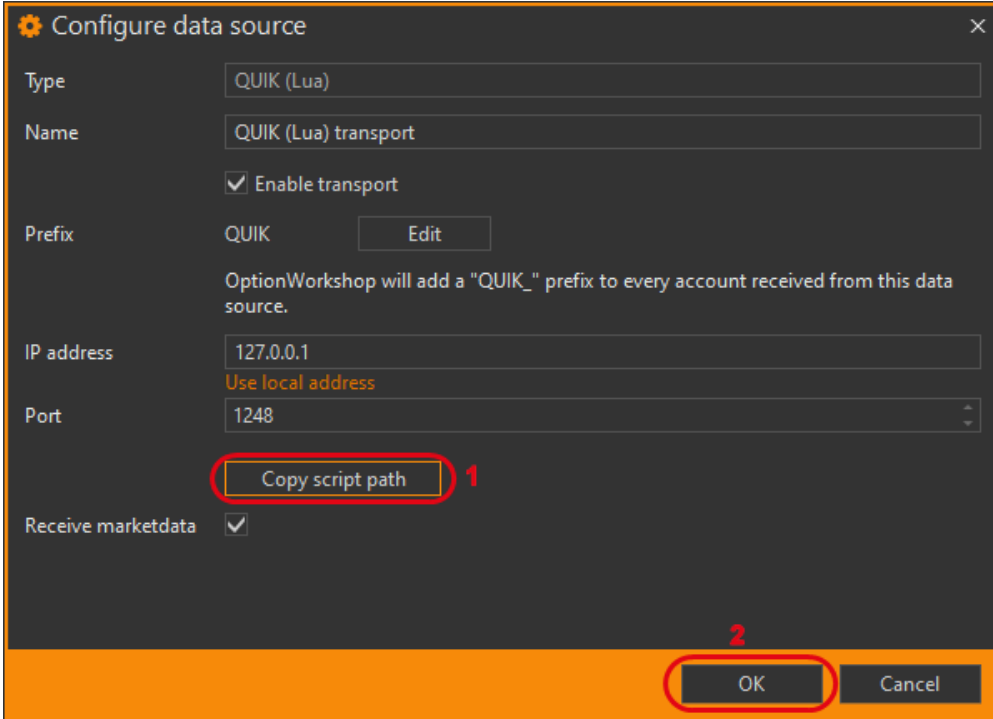 Configure data source
Type QUIK (Lua)
Name QUIK (Lua) transport
Enable transport
Prefix QUIK Edit
OptionWorkshop will add a "QUIK_" prefix to every account received from this data
source.
IP address 127.0.0.1
Use local address
Port 1248
Copy script path 1
Receive marketdata
2
OK Cancel